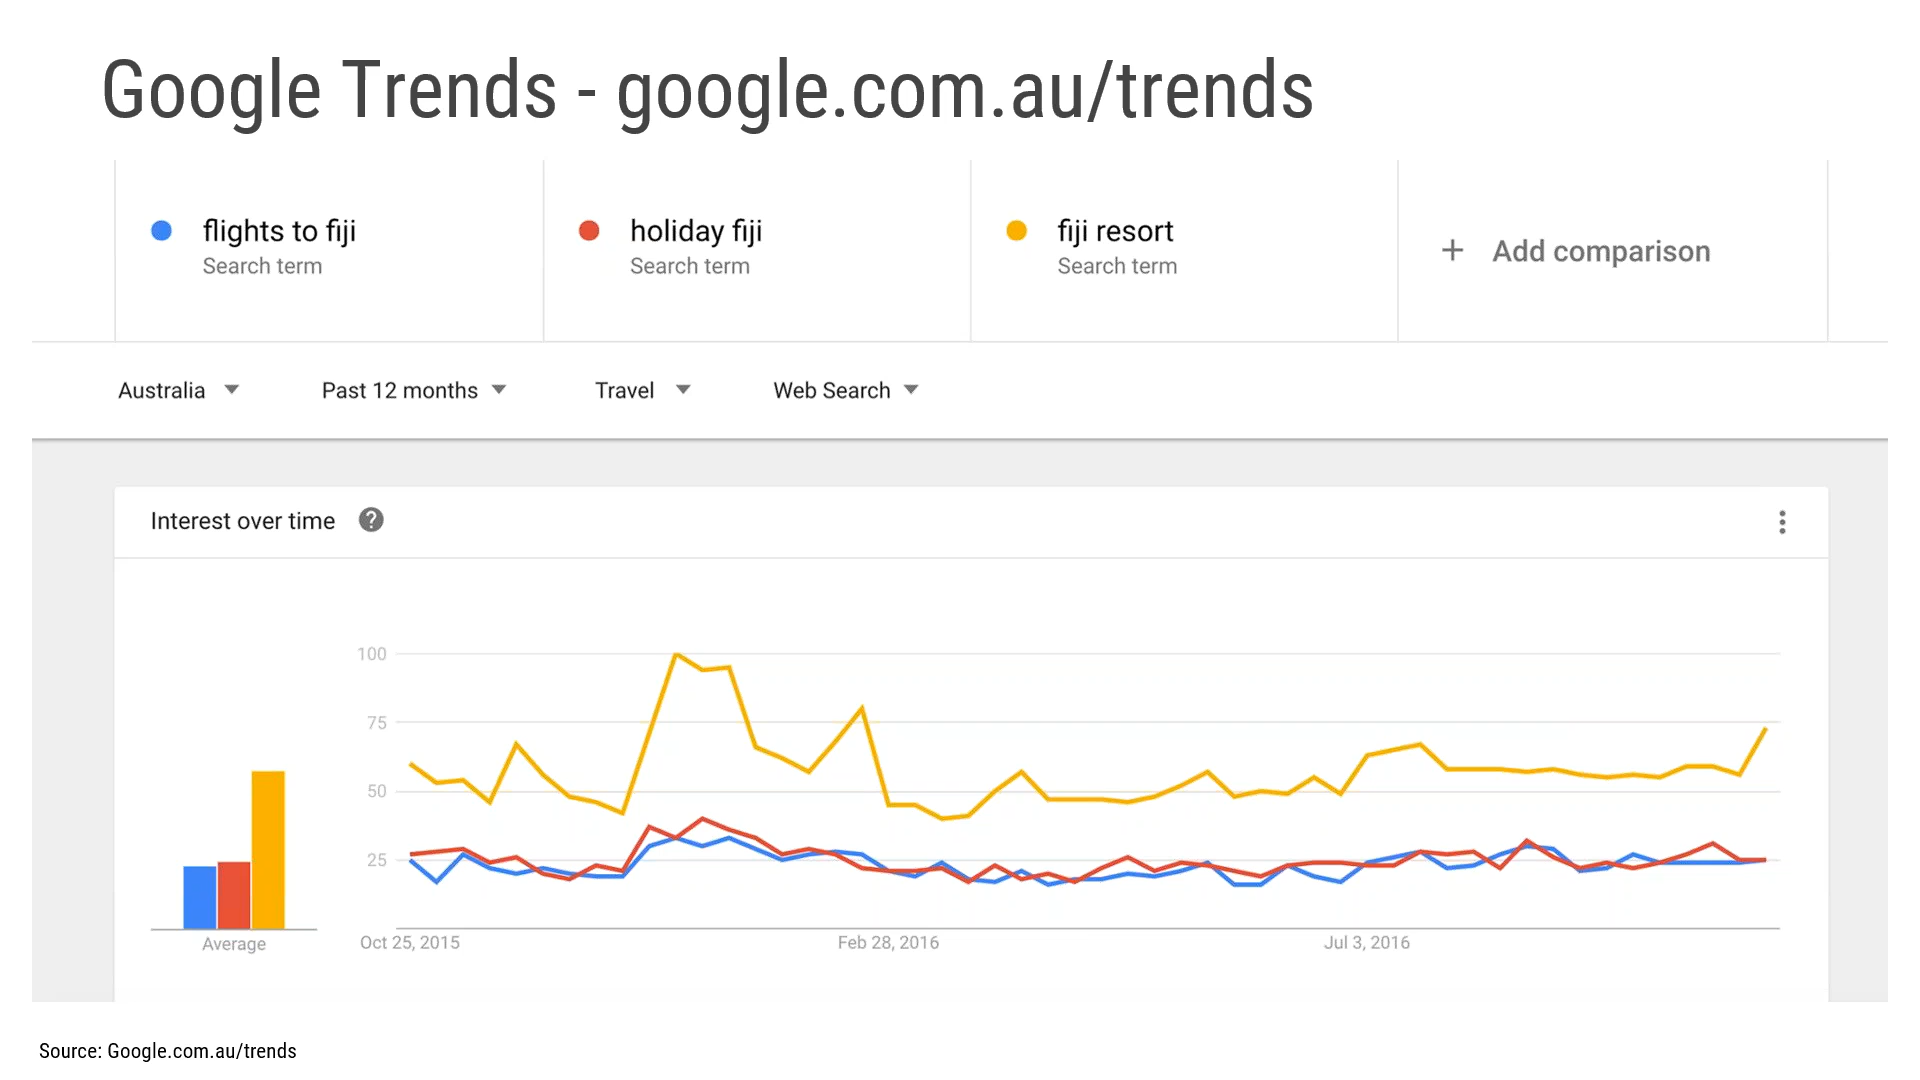 Google Trends - google.com.au/trends
flights to fiji
Search term
holiday fiji
Search term
fiji resort
Search term
+ Add comparison
Australia
Past 12 months
Travel
Web Search
Interest over time ?
100
75
50
25
Average
Oct 25, 2015
Feb 28, 2016
Jul 3, 2016
Source: Google.com.au/trends